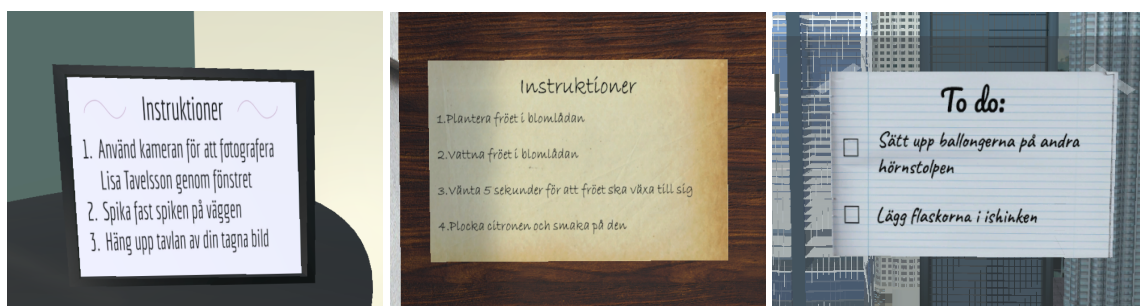 Instruktioner
1. Använd kameran för att fotografera
Lisa Tavelsson genom fönstret
2. Spika fast spiken på väggen
3. Häng upp tavlan av din tagna bild
Instruktioner
1.Plantera fröet i blomlådan
2.Vattna fröet i blomlådan
3.Vänta 5 sekunder för att fröet ska växa till sig
4.Plocka citronen och smaka på den
To do:
Sätt upp ballongerna på andra
hörnstolpen
Lägg flaskorna i ishinken